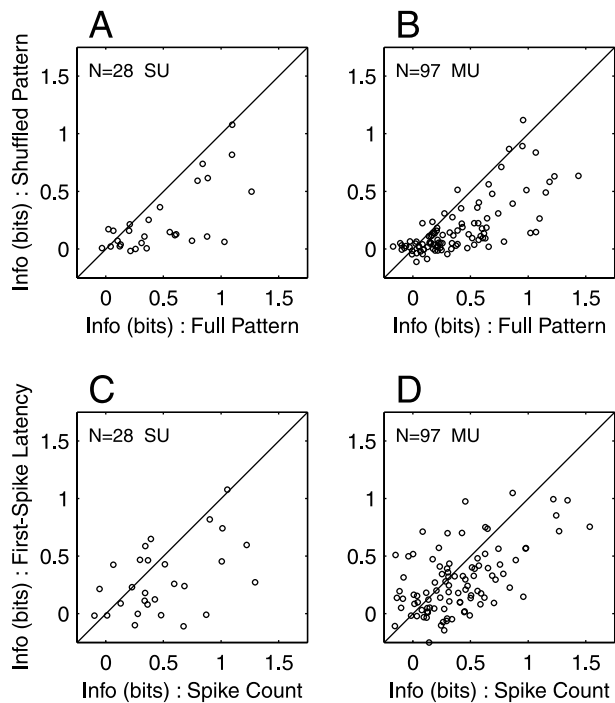 A
B
Info (bits) : Shuffled Pattern
N=28 SU
N=97 MU
1.5
1
0.5
0
1.5
1
0.5
0
0 0.5 1 1.5
0 0.5 1 1.5
Info (bits) : Full Pattern
Info (bits) : Full Pattern
C
D
Info (bits) : First-Spike Latency
N=28 SU
N=97 MU
1.5
1
0.5
0
1.5
1
0.5
0
0 0.5 1 1.5
0 0.5 1 1.5
Info (bits) : Spike Count
Info (bits) : Spike Count